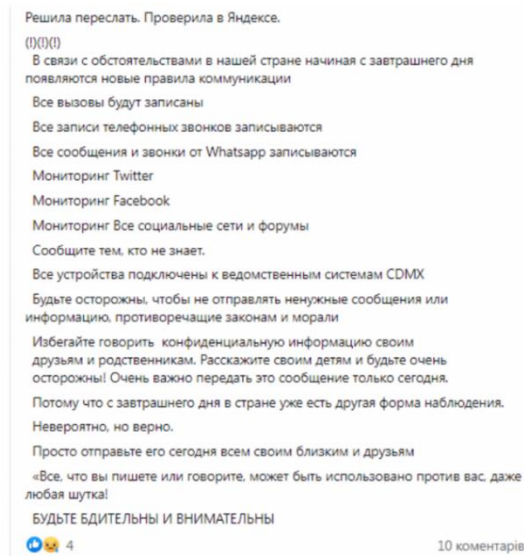 Решила переслать. Проверила в Яндексе.
(!)(!)(!)
В связи с обстоятельствами в нашей стране начиная с завтрашнего дня
появляются новые правила коммуникации
Все вызовы будут записаны
Все записи телефонных звонков записываются
Все сообщения и звонки от Whatsapp записываются
Мониторинг Twitter
Мониторинг Facebook
Мониторинг Все социальные сети и форумы
Сообщите тем, кто не знает.
Все устройства подключены к ведомственным системам CDMX
Будьте осторожны, чтобы не отправлять ненужные сообщения или
информацию, противоречащие законам и морали
Избегайте говорить конфиденциальную информацию своим
друзьям и родственникам. Расскажите своим детям и будьте очень
осторожны! Очень важно передать это сообщение только сегодня.
Потому что с завтрашнего дня в стране уже есть другая форма наблюдения.
Невероятно, но верно.
Просто отправьте его сегодня всем своим близким и друзьям
«Все, что вы пишете или говорите, может быть использовано против вас, даже
любая шутка!
БУДЬТЕ БДИТЕЛЬНЫ И ВНИМАТЕЛЬНЫ
4 10 коментарів